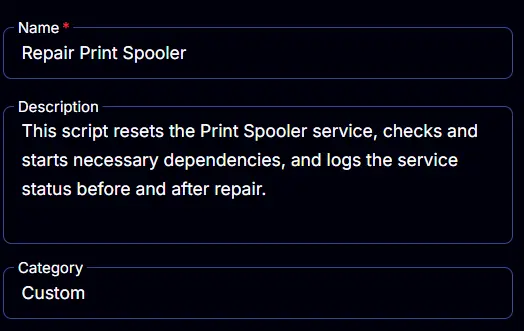 Name *
Repair Print Spooler
Description
This script resets the Print Spooler service, checks and
starts necessary dependencies, and logs the service
status before and after repair.
Category
Custom